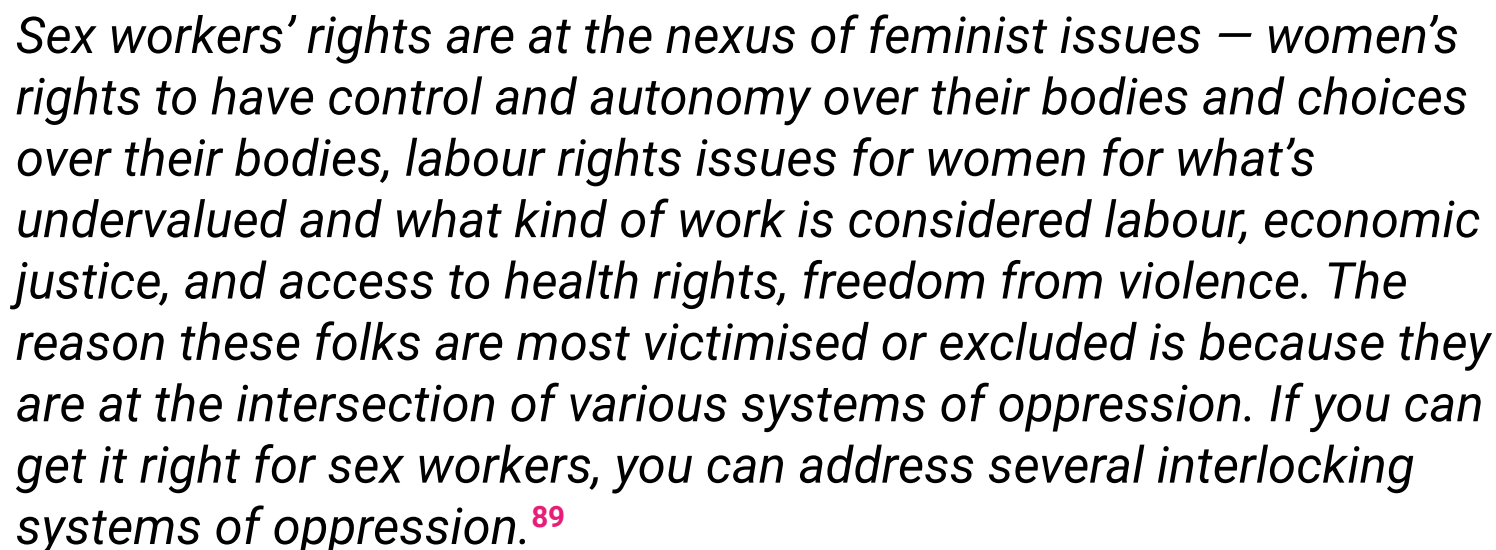 Sex workers’ rights are at the nexus of feminist issues — women’s
rights to have control and autonomy over their bodies and choices
over their bodies, labour rights issues for women for what’s
undervalued and what kind of work is considered labour, economic
justice, and access to health rights, freedom from violence. The
reason these folks are most victimised or excluded is because they
are at the intersection of various systems of oppression. If you can
get it right for sex workers, you can address several interlocking
systems of oppression.89